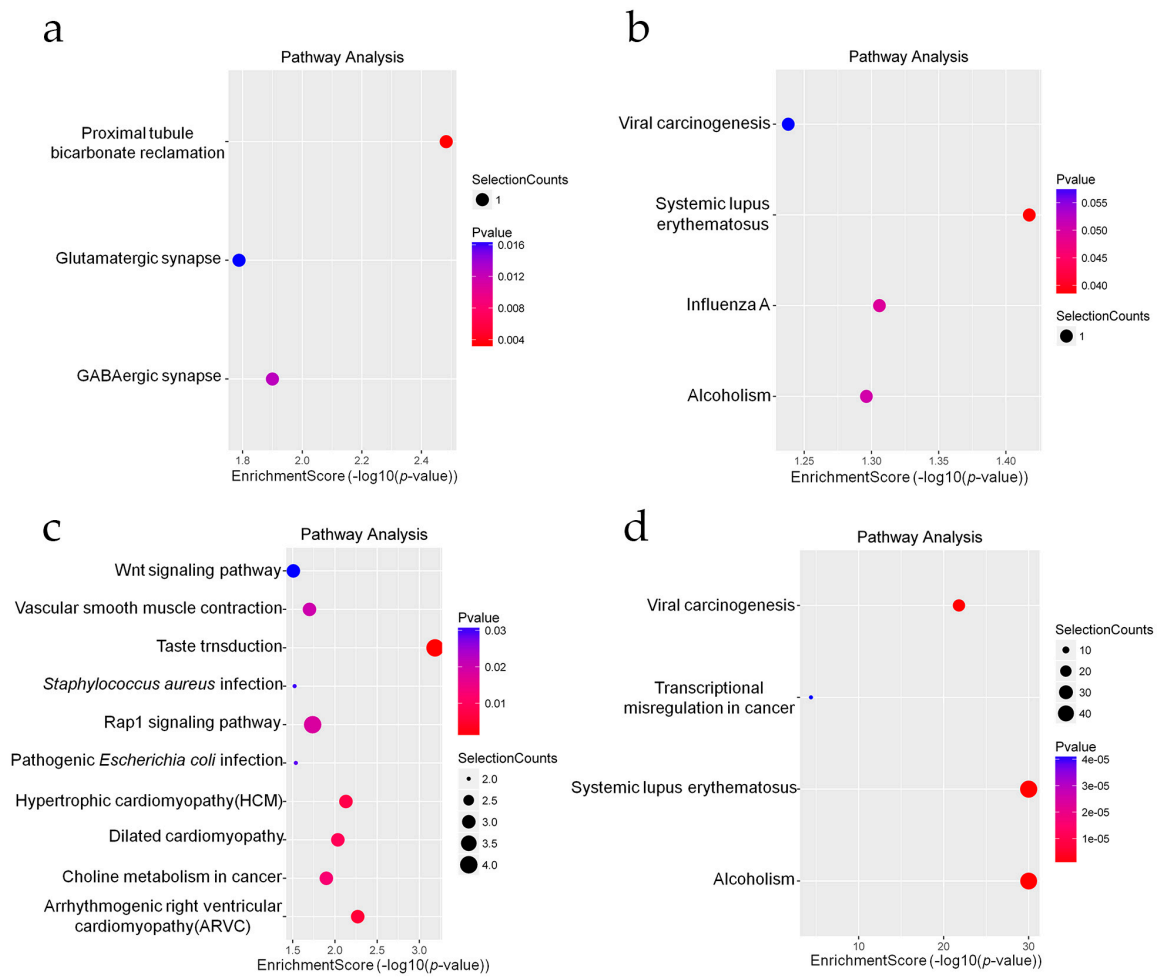 a
Pathway Analysis
Proximal tubule
bicarbonate reclamation
Glutamatergic synapse
GABAergic synapse
1.8 2.0 2.2 2.4
EnrichmentScore (-log10(p-value))
SelectionCounts
1
Pvalue
0.016
0.012
0.008
0.004
b
Pathway Analysis
Viral carcinogenesis
Systemic lupus
erythematosus
Influenza A
Alcoholism
1.25 1.30 1.35 1.40
EnrichmentScore (-log10(p-value))
Pvalue
0.055
0.050
0.045
0.040
SelectionCounts
1
c
Pathway Analysis
Wnt signaling pathway
Vascular smooth muscle contraction
Taste trnsduction
Staphylococcus aureus infection
Rap1 signaling pathway
Pathogenic Escherichia coli infection
Hypertrophic cardiomyopathy(HCM)
Dilated cardiomyopathy
Choline metabolism in cancer
Arrhythmogenic right ventricular
cardiomyopathy(ARVC)
1.5 2.0 2.5 3.0
EnrichmentScore (-log10(p-value))
Pvalue
0.03
0.02
0.01
SelectionCounts
2.0
2.5
3.0
3.5
4.0
d
Pathway Analysis
Viral carcinogenesis
Transcriptional
misregulation in cancer
Systemic lupus erythematosus
Alcoholism
10 20 30
EnrichmentScore (-log10(p-value))
SelectionCounts
10
20
30
40
Pvalue
4e-05
3e-05
2e-05
1e-05